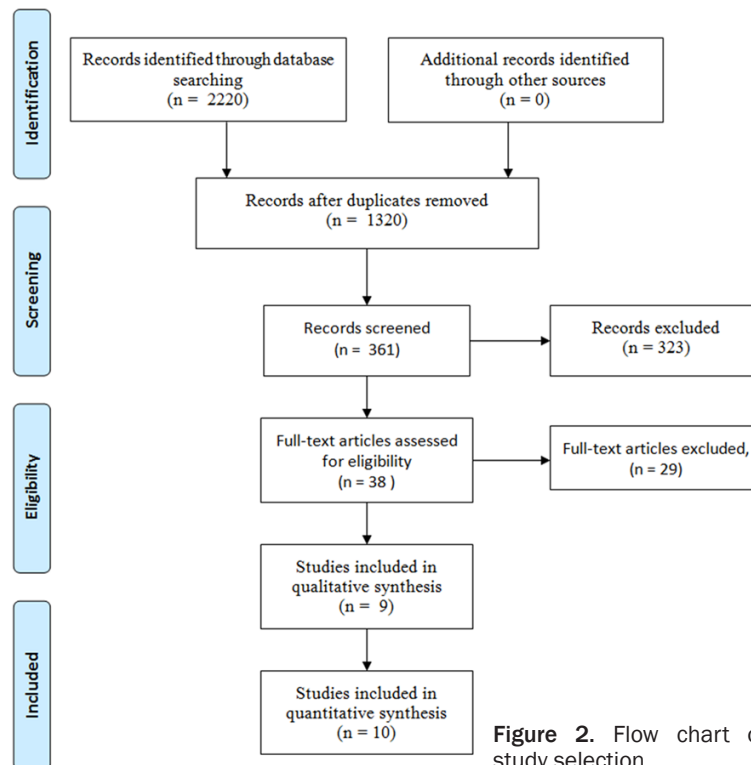 Identification
Records identified through database
searching
(n = 2220)
Additional records identified
through other sources
(n = 0)
Records after duplicates removed
(n = 1320)
Screening
Records screened
(n = 361)
Records excluded
(n = 323)
Eligibility
Full-text articles assessed
for eligibility
(n = 38 )
Full-text articles excluded,
(n = 29)
Studies included in
qualitative synthesis
(n = 9)
Included
Studies included in
quantitative synthesis
(n = 10)
Figure 2. Flow chart
study selection